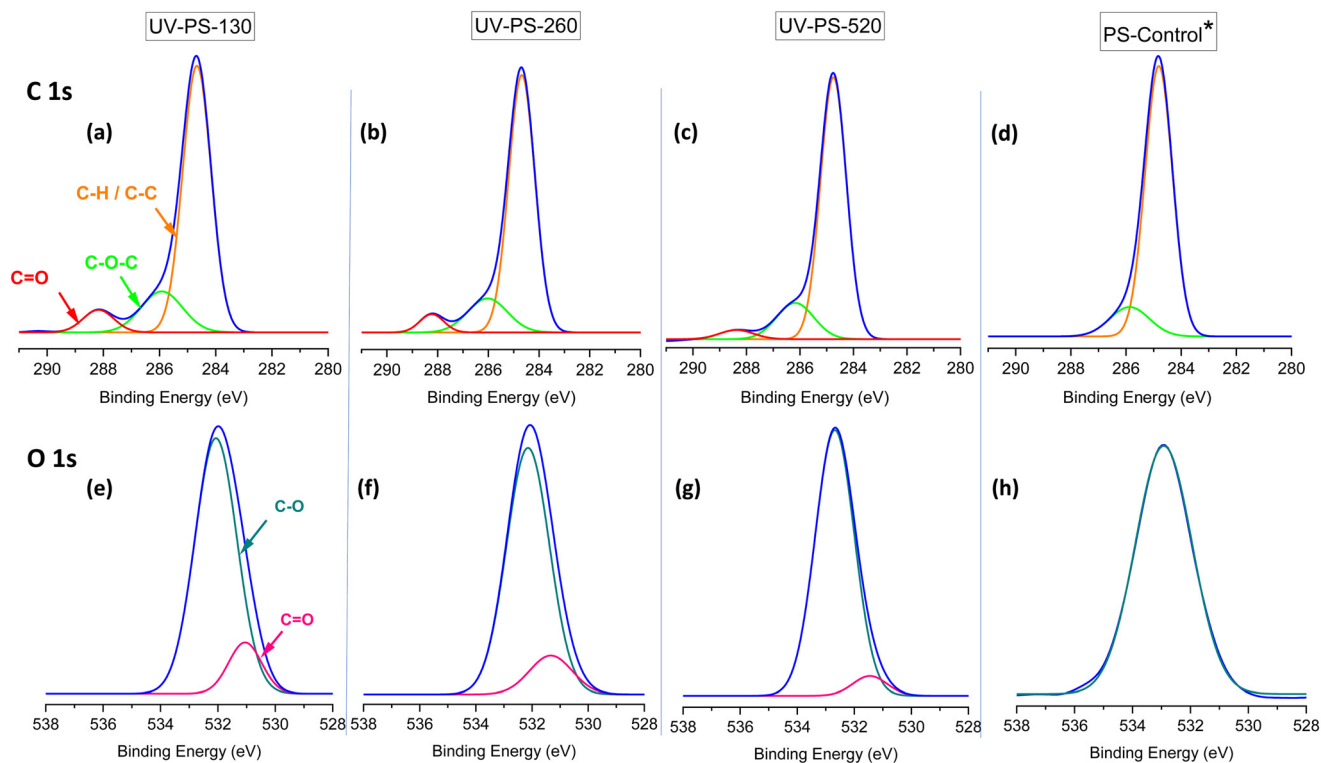 UV-PS-130
UV-PS-260
UV-PS-520
PS-Control*
C 1s
(a)
(b)
(c)
(d)
C-H / C-C
C-O-C
C=O
290 288 286 284 282 280
290 288 286 284 282 280
290 288 286 284 282 280
290 288 286 284 282 280
Binding Energy (eV)
Binding Energy (eV)
Binding Energy (eV)
Binding Energy (eV)
O 1s
(e)
(f)
(g)
(h)
C-O
C=O
538 536 534 532 530 528
538 536 534 532 530 528
538 536 534 532 530 528
538 536 534 532 530 528
Binding Energy (eV)
Binding Energy (eV)
Binding Energy (eV)
Binding Energy (eV)